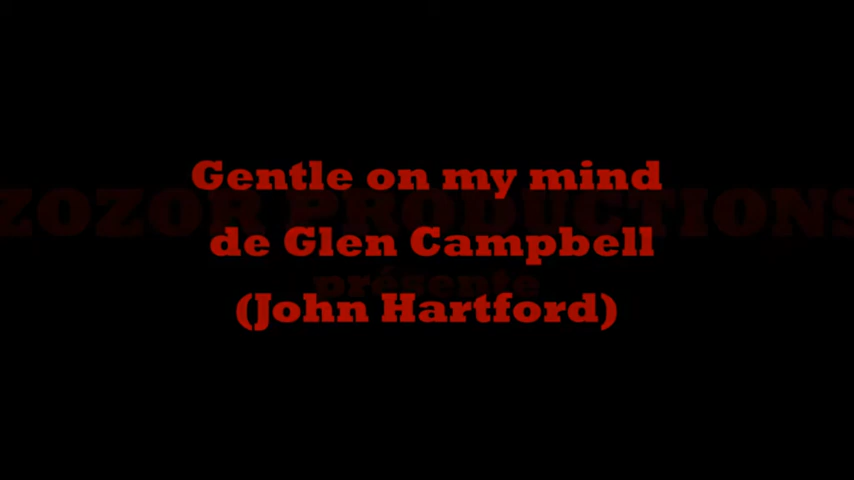 Gentle on my mind
ZOZOR PRODUCTIONS
de Glen Campbell
présente
(John Hartford)